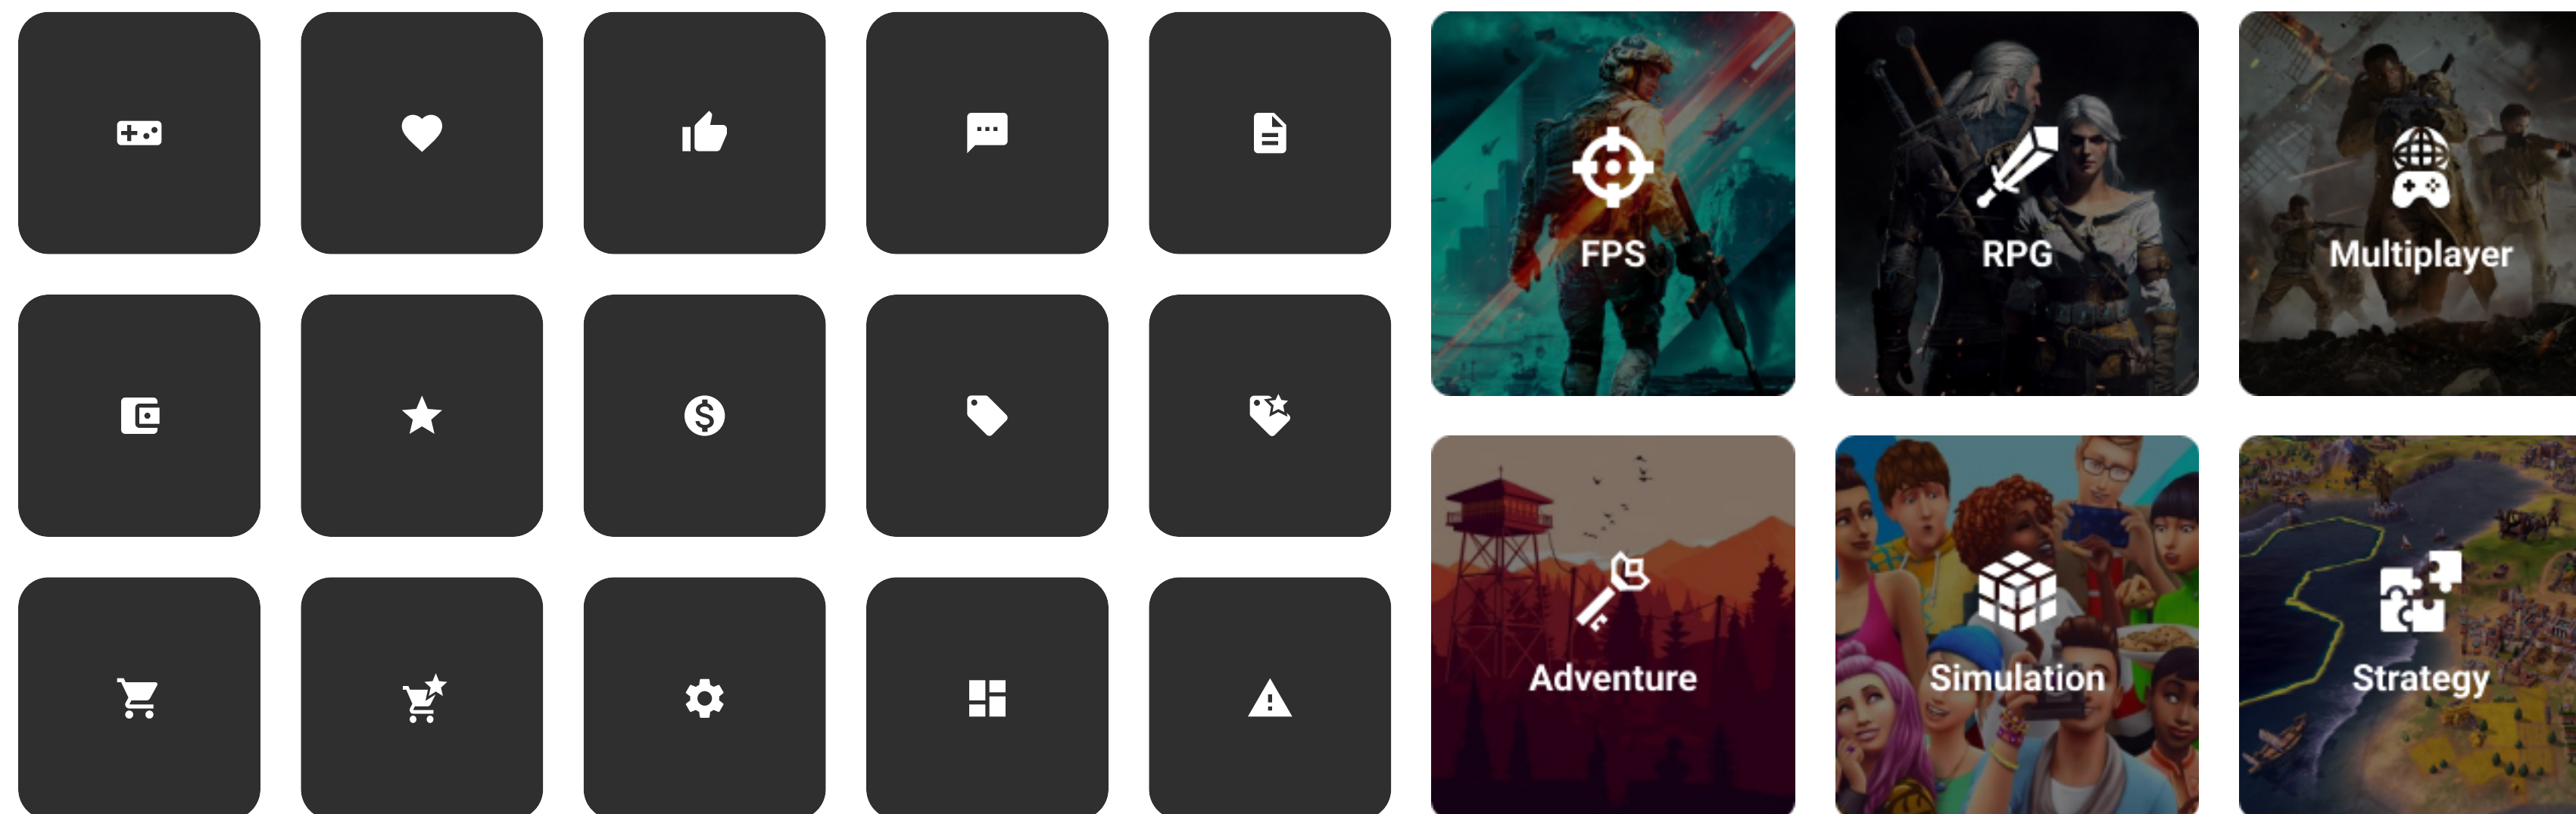 FPS
RPG
Multiplayer
Adventure
Simulation
Strategy